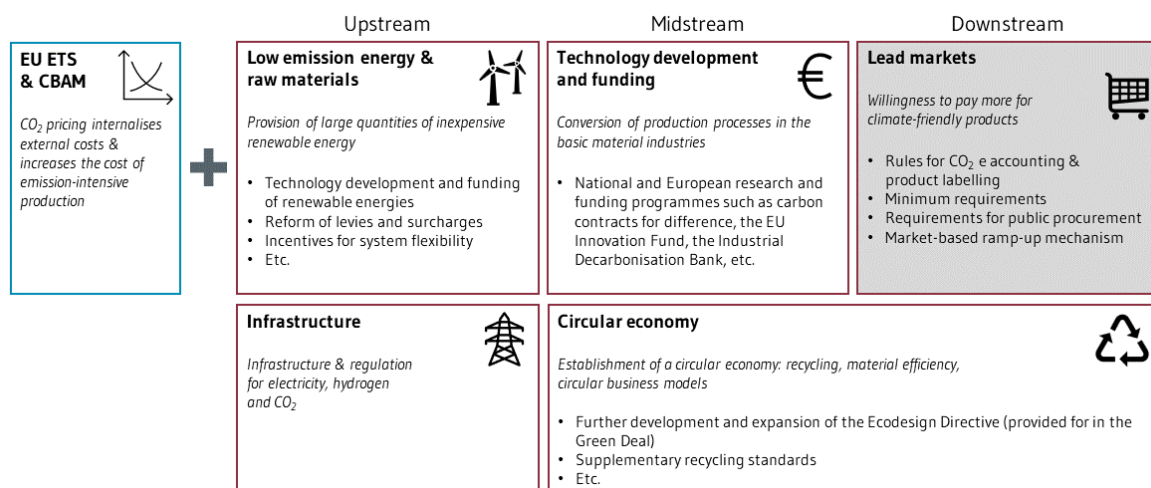 Upstream
Midstream
Downstream
EU ETS
& CBAM
CO2 pricing internalises
external costs &
increases the cost of
emission-intensive
production
Low emission energy &
raw materials
Provision of large quantities of inexpensive
renewable energy
• Technology development and funding
of renewable energies
• Reform of levies and surcharges
• Incentives for system flexibility
• Etc.
Technology development
and funding
€
Conversion of production processes in the
basic material industries
• National and European research and
funding programmes such as carbon
contracts for difference, the EU
Innovation Fund, the Industrial
Decarbonisation Bank, etc.
Lead markets
Willingness to pay more for
climate-friendly products
• Rules for CO2 e accounting &
product labelling
• Minimum requirements
• Requirements for public procurement
• Market-based ramp-up mechanism
Infrastructure
Infrastructure & regulation
for electricity, hydrogen
and CO2
Circular economy
Establishment of a circular economy: recycling, material efficiency,
circular business models
• Further development and expansion of the Ecodesign Directive (provided for in the
Green Deal)
• Supplementary recycling standards
• Etc.